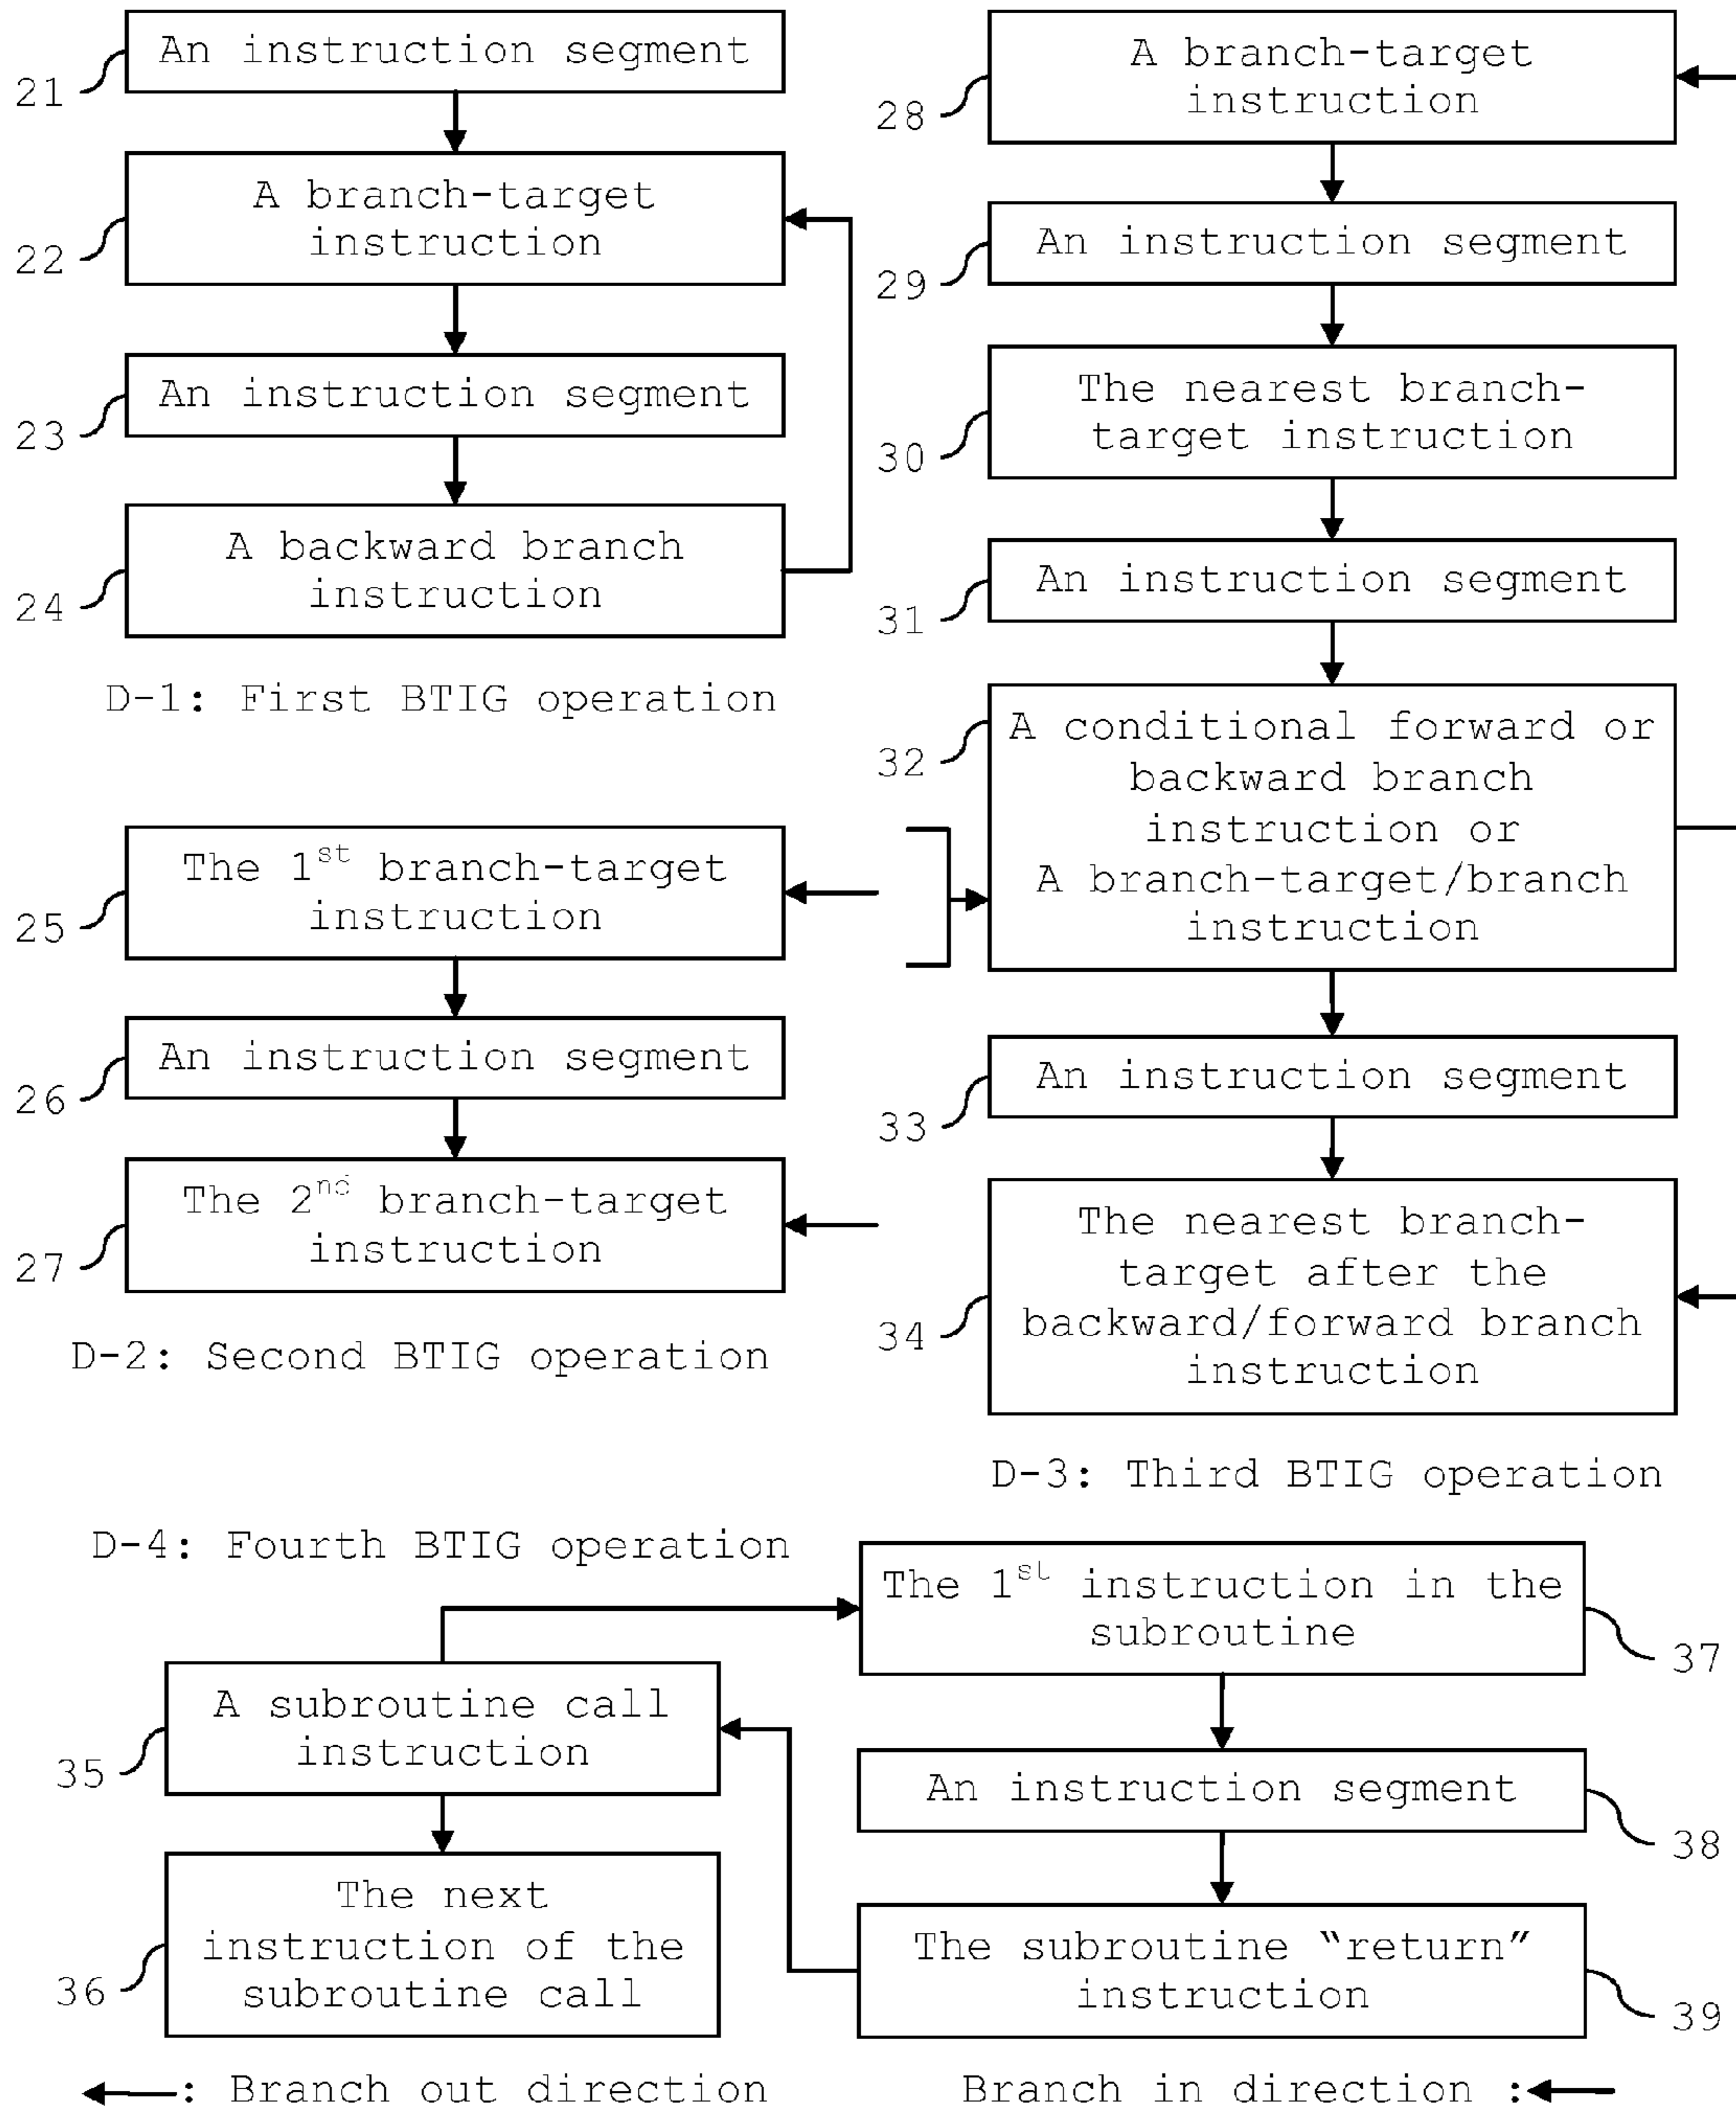 An instruction segment
21
A branch-target
instruction
22
An instruction segment
23
A backward branch
instruction
24
D-1: First BTIG operation
The 1st branch-target
instruction
25
An instruction segment
26
The 2nd branch-target
instruction
27
D-2: Second BTIG operation
A branch-target
instruction
28
An instruction segment
29
The nearest branch-
target instruction
30
An instruction segment
31
A conditional forward or
backward branch
instruction or
A branch-target/branch
instruction
32
An instruction segment
33
The nearest branch-
target after the
backward/forward branch
instruction
34
D-3: Third BTIG operation
D-4: Fourth BTIG operation
A subroutine call
instruction
35
The next
instruction of the
subroutine call
36
The 1st instruction in the
subroutine
37
An instruction segment
38
The subroutine “return”
instruction
39
: Branch out direction
Branch in direction :